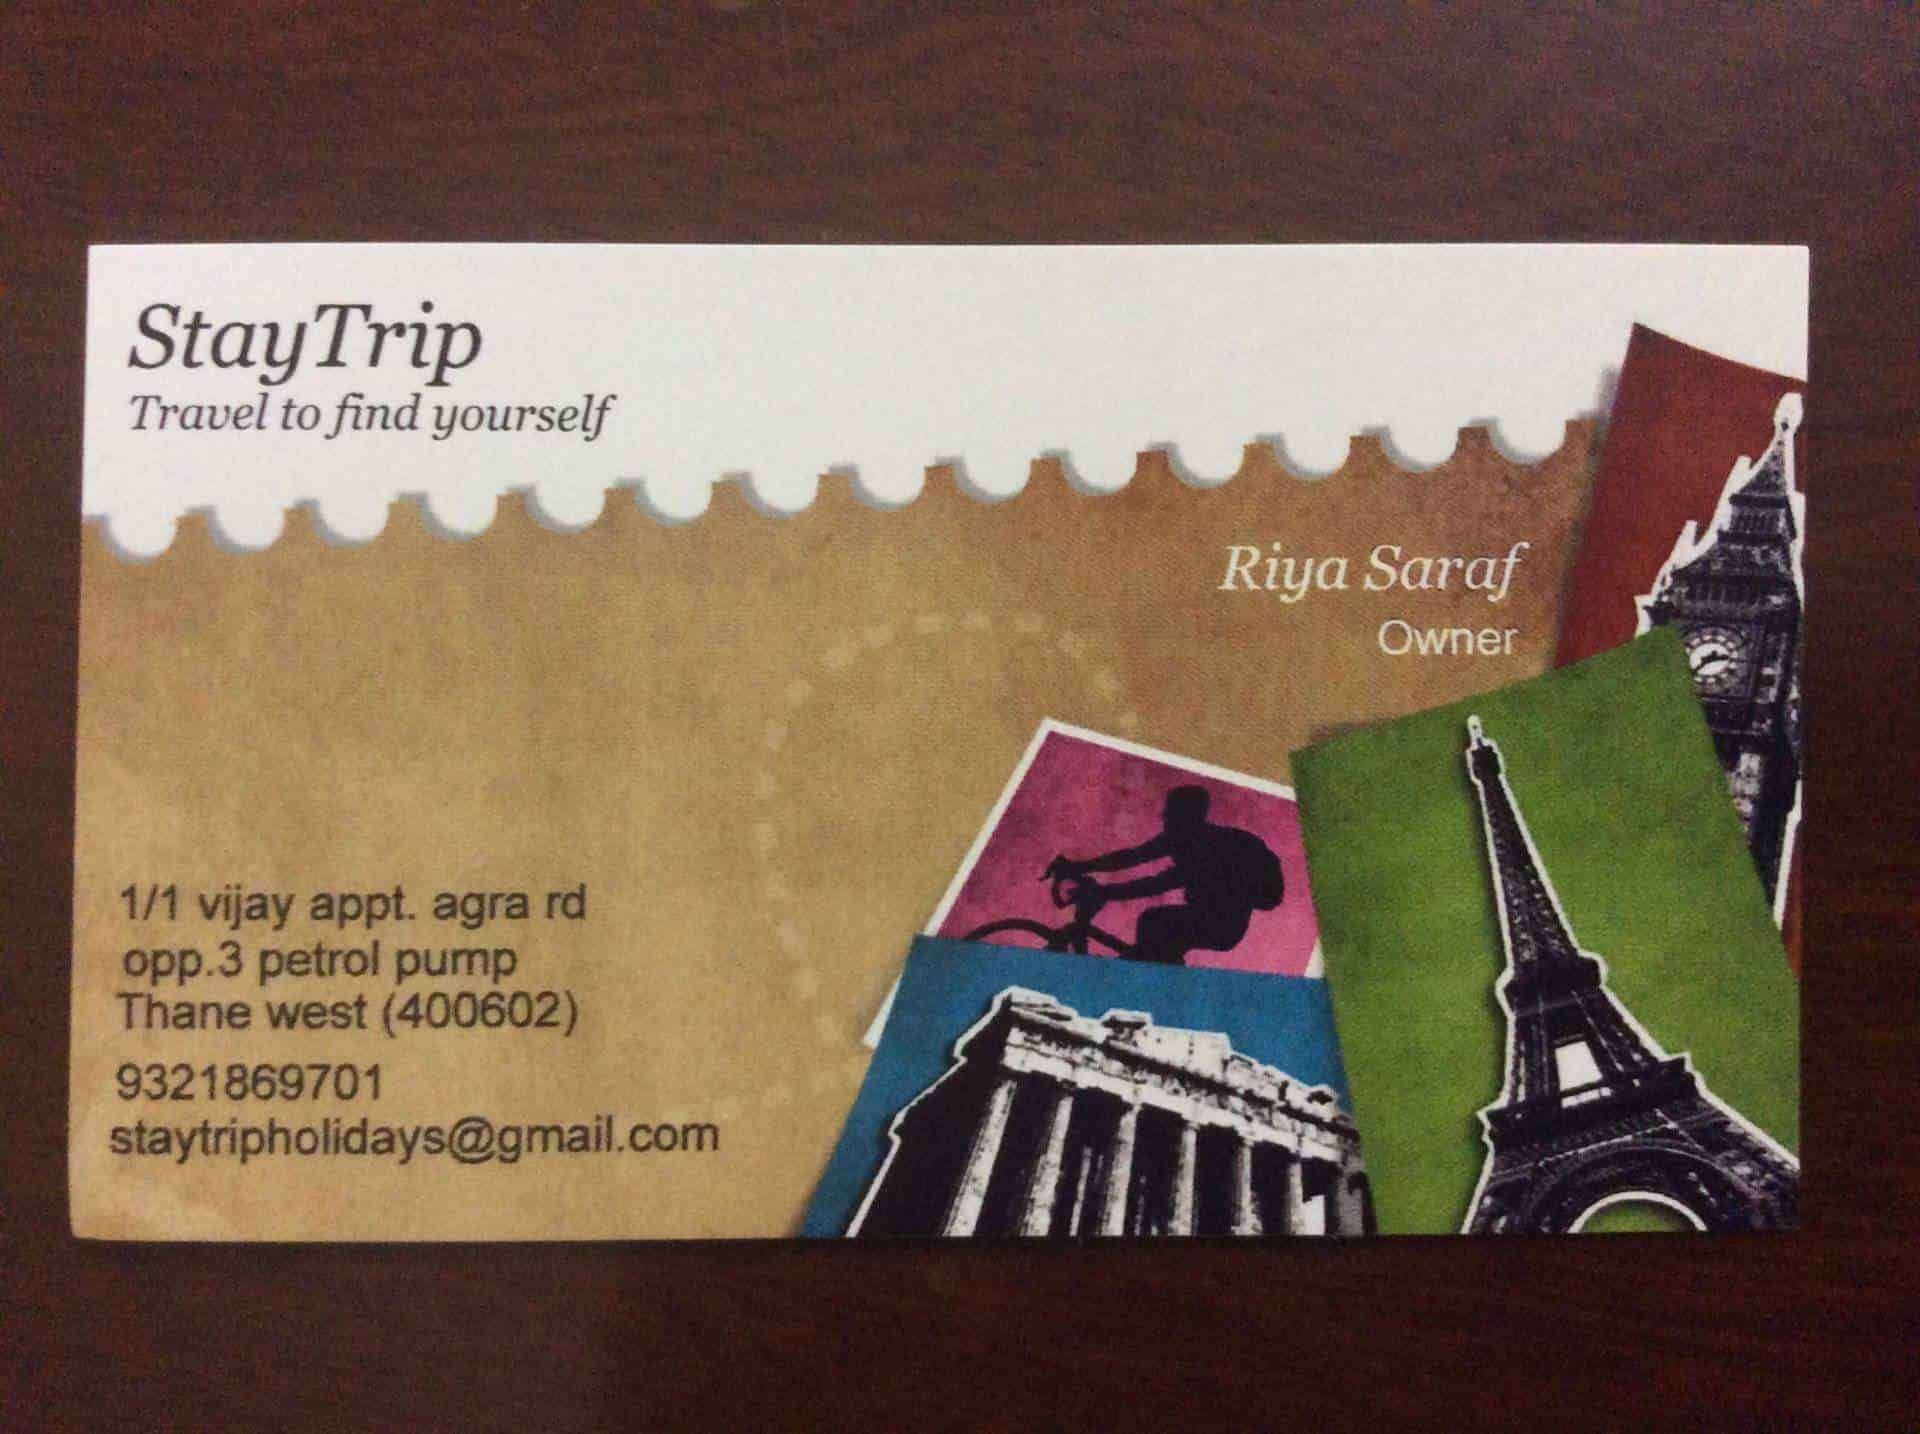 StayTrip
Travel to find yourself
Riya Saraf
Owner
1/1 vijay appt. agra rd
opp.3 petrol pump
Thane west (400602)
9321869701
staytripholidays@gmail.com